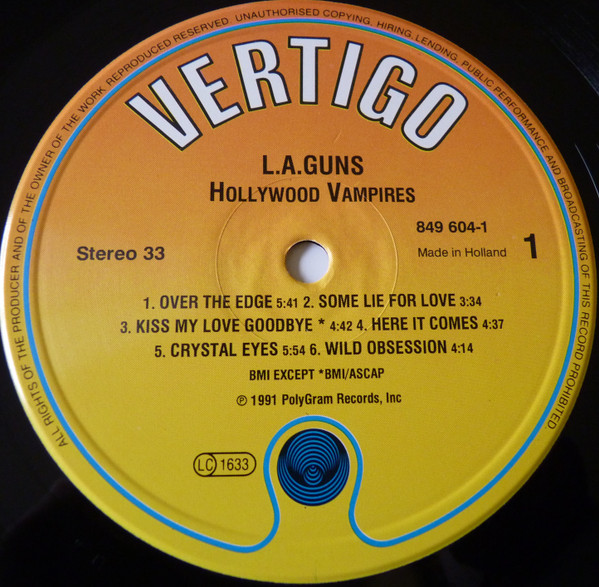 ALL RIGHTS OF THE PRODUCER AND OF THE OWNER OF THE WORK REPRODUCED RESERVED. UNAUTHORISED COPYING, HIRING, LENDING, PUBLIC PERFORMANCE AND BROADCASTING OF THIS RECORD PROHIBITED
VERTIGO
L.A.GUNS
HOLLYWOOD VAMPIRES
849 604-1
Stereo 33
Made in Holland
1
1. OVER THE EDGE 5:41 2. SOME LIE FOR LOVE 3:34
3. KISS MY LOVE GOODBYE * 4:42 4. HERE IT COMES 4:37
5. CRYSTAL EYES 5:54 6. WILD OBSESSION 4:14
BMI EXCEPT *BMI/ASCAP
℗ 1991 PolyGram Records, Inc
LC 1633